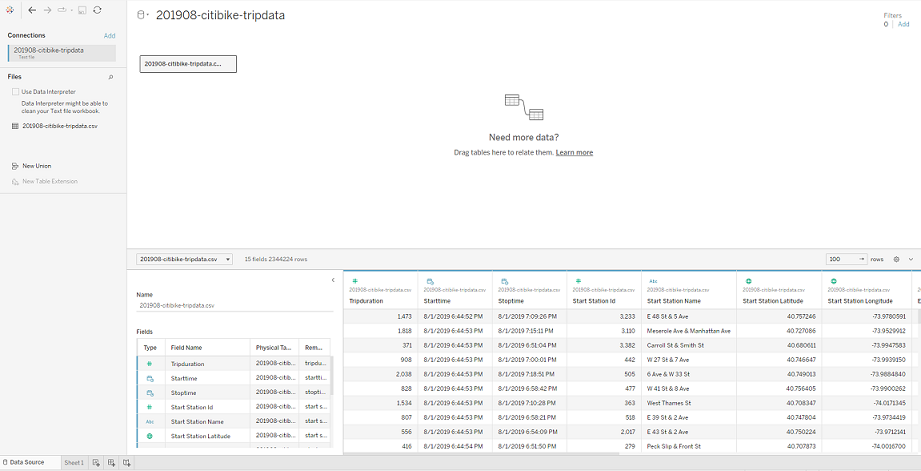 201908-citibike-tripdata
Filters
0 | Add
Connections Add
201908-citibike-tripdata
Text file
Files
Use Data Interpreter
Data Interpreter might be able to
clean your Text file workbook.
201908-citibike-tripdata.csv
New Union
New Table Extension
201908-citibike-tripdata.c...
Need more data?
Drag tables here to relate them. Learn more
201908-citibike-tripdata.csv 15 fields 2344224 rows 100 rows
Name
201908-citibike-tripdata.csv
Fields
Type Field Name Physical Ta... Rem...
Tripduration 201908-citib... tripdu...
Starttime 201908-citib... startti...
Stoptime 201908-citib... stopti...
Start Station Id 201908-citib... start s...
Abc Start Station Name 201908-citib... start s...
Start Station Latitude 201908-citib... start s...
Abc
201908-citibike-tripdata.csv 201908-citibike-tripdata.csv 201908-citibike-tripdata.csv 201908-citibike-tripdata.csv 201908-citibike-tripdata.csv 201908-citibike-tripdata.csv 201908-citibike-tripdata.csv
Tripduration Starttime Stoptime Start Station Id Start Station Name Start Station Latitude Start Station Longitude
1,473 8/1/2019 6:44:52 PM 8/1/2019 7:09:26 PM 3,233 E 48 St & 5 Ave 40.757246 -73.9780591
1,818 8/1/2019 6:44:53 PM 8/1/2019 7:15:11 PM 3,110 Meserole Ave & Manhattan Ave 40.727086 -73.9529912
371 8/1/2019 6:44:53 PM 8/1/2019 6:51:04 PM 3,382 Carroll St & Smith St 40.680611 -73.9947583
908 8/1/2019 6:44:53 PM 8/1/2019 7:00:01 PM 442 W 27 St & 7 Ave 40.746647 -73.9939150
2,038 8/1/2019 6:44:53 PM 8/1/2019 7:18:51 PM 505 6 Ave & W 33 St 40.749013 -73.9884840
828 8/1/2019 6:44:53 PM 8/1/2019 6:58:42 PM 477 W 41 St & 8 Ave 40.756405 -73.9900262
1,534 8/1/2019 6:44:53 PM 8/1/2019 7:10:28 PM 363 West Thames St 40.708347 -74.0171345
807 8/1/2019 6:44:53 PM 8/1/2019 6:58:21 PM 518 E 39 St & 2 Ave 40.747804 -73.9734419
556 8/1/2019 6:44:53 PM 8/1/2019 6:54:09 PM 2,017 E 43 St & 2 Ave 40.750224 -73.9712141
416 8/1/2019 6:44:54 PM 8/1/2019 6:51:50 PM 279 Peck Slip & Front St 40.707873 -74.0016700
Data Source Sheet 1